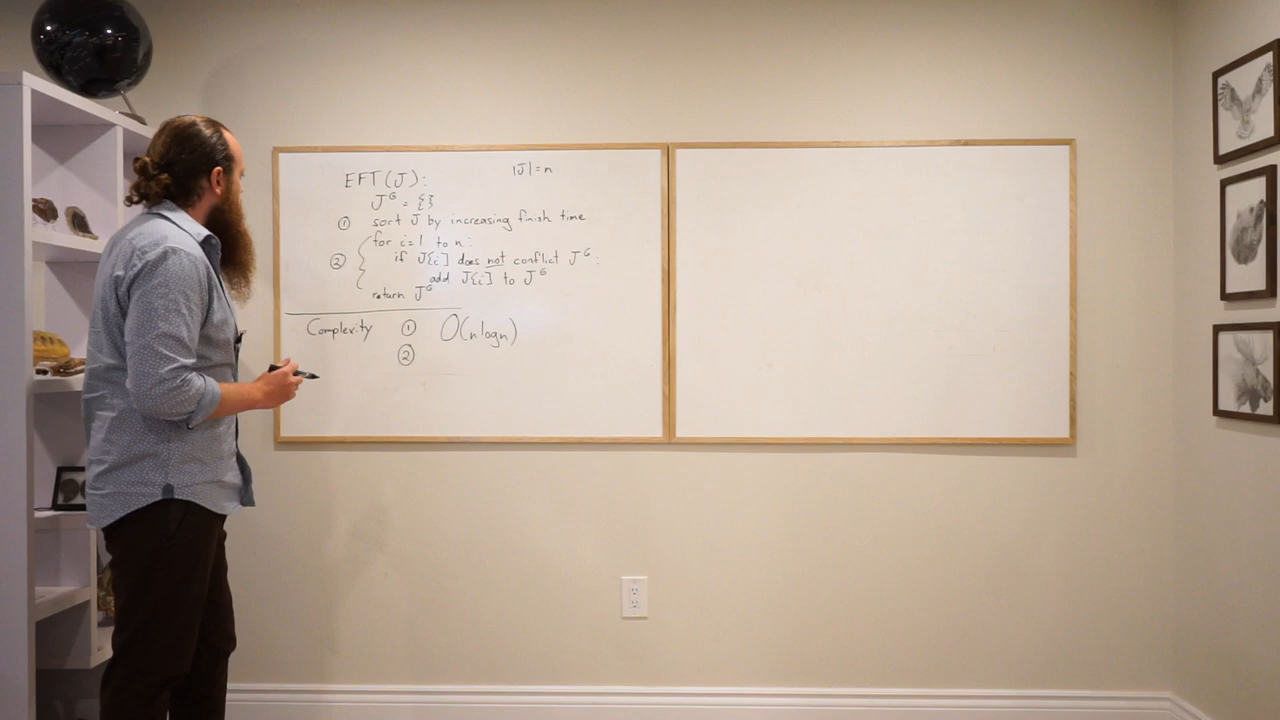 EFT(J): |J|=n
J^G = {}
① sort J by increasing finish time
② for i=1 to n:
if J[i] does not conflict J^G:
add J[i] to J^G
return J^G
Complexity ① O(n log n)
②